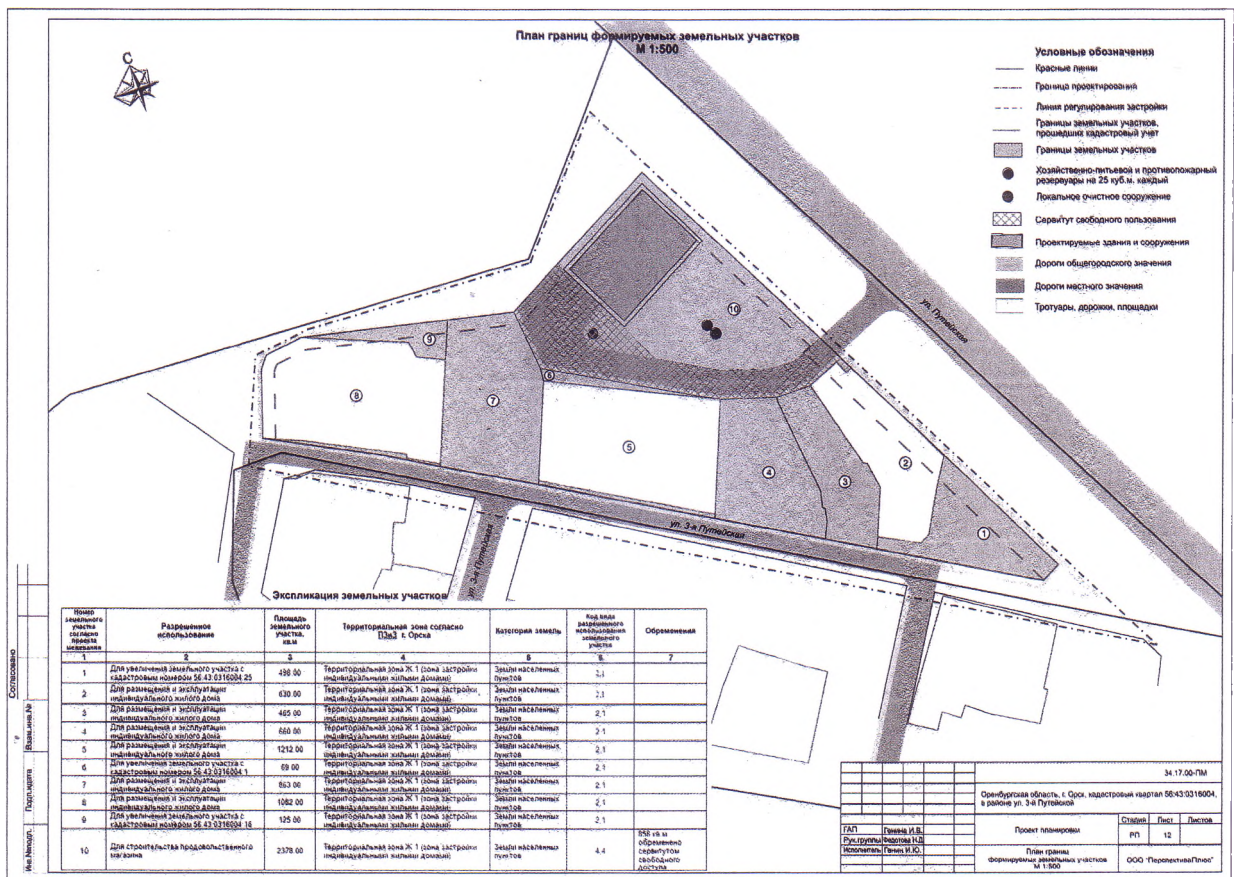 План границ формируемых земельных участков
М 1:500
С
Условные обозначения
Красные линии
Граница проектирования
Линия регулирования застройки
Границы земельных участков,
прошедших кадастровый учет
Границы земельных участков
Хозяйственно-питьевой и противопожарный
резервуары на 25 куб.м. каждый
Локальное очистное сооружение
Сервитут свободного пользования
Проектируемые здания и сооружения
Дороги общегородского значения
Дороги местного значения
Тротуары, дорожки, площадки
ул. Путейская
10
9
6
8
7
5
4
3
2
1
ул. 3-я Путейская
ул. 3-я Путейская
Экспликация земельных участков
Номер земельного участка согласно проекта межевания
Разрешенное использование
Площадь земельного участка, кв.м
Территориальная зона согласно ПЗиЗ г. Орска
Категория земель
Код вида разрешенного использования земельного участка
Обременения
1 2 3 4 5 6 7
1 Для увеличения земельного участка с кадастровым номером 56:43:0316004:25 498.00 Территориальная зона Ж.1 (зона застройки индивидуальными жилыми домами) Земли населенных пунктов 2.1
2 Для размещения и эксплуатации индивидуального жилого дома 630.00 Территориальная зона Ж.1 (зона застройки индивидуальными жилыми домами) Земли населенных пунктов 2.1
3 Для размещения и эксплуатации индивидуального жилого дома 465.00 Территориальная зона Ж.1 (зона застройки индивидуальными жилыми домами) Земли населенных пунктов 2.1
4 Для размещения и эксплуатации индивидуального жилого дома 660.00 Территориальная зона Ж.1 (зона застройки индивидуальными жилыми домами) Земли населенных пунктов 2.1
5 Для размещения и эксплуатации индивидуального жилого дома 1212.00 Территориальная зона Ж.1 (зона застройки индивидуальными жилыми домами) Земли населенных пунктов 2.1
6 Для увеличения земельного участка с кадастровым номером 56:43:0316004:1 69.00 Территориальная зона Ж.1 (зона застройки индивидуальными жилыми домами) Земли населенных пунктов 2.1
7 Для размещения и эксплуатации индивидуального жилого дома 863.00 Территориальная зона Ж.1 (зона застройки индивидуальными жилыми домами) Земли населенных пунктов 2.1
8 Для размещения и эксплуатации индивидуального жилого дома 1082.00 Территориальная зона Ж.1 (зона застройки индивидуальными жилыми домами) Земли населенных пунктов 2.1
9 Для увеличения земельного участка с кадастровым номером 56:43:0316004:16 125.00 Территориальная зона Ж.1 (зона застройки индивидуальными жилыми домами) Земли населенных пунктов 2.1
10 Для строительства продовольственного магазина 2378.00 Территориальная зона Ж.1 (зона застройки индивидуальными жилыми домами) Земли населенных пунктов 4.4 858 кв.м обременено сервитутом свободного доступа
Согласовано
Взам.инв.№
Подп.и дата
Инв.№подл.
34.17.00-ПМ
Оренбургская область, г. Орск, кадастровый квартал 56:43:0316004,
в районе ул. 3-й Путейской
ГАП Генина И.В.
Рук.группы Федотова Н.Д.
Исполнитель Генин И.Ю.
Проект планировки
Стадия Лист Листов
РП 12
План границ
формируемых земельных участков
М 1:500
ООО "ПерспективаПлюс"